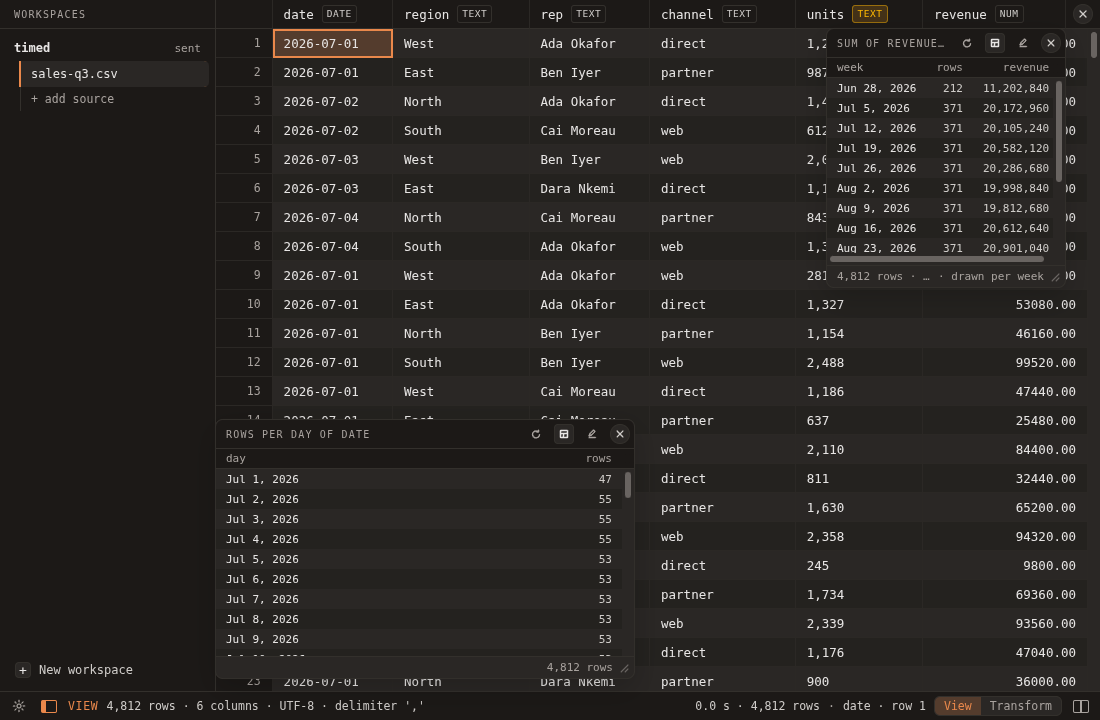 WORKSPACES
timed sent
sales-q3.csv
+ add source
+ New workspace
date DATE region TEXT rep TEXT channel TEXT units TEXT revenue NUM
1 2026-07-01 West Ada Okafor direct
2 2026-07-01 East Ben Iyer partner 987
3 2026-07-02 North Ada Okafor direct
4 2026-07-02 South Cai Moreau web 612
5 2026-07-03 West Ben Iyer web
6 2026-07-03 East Dara Nkemi direct
7 2026-07-04 North Cai Moreau partner 843
8 2026-07-04 South Ada Okafor web
9 2026-07-01 West Ada Okafor web 281
10 2026-07-01 East Ada Okafor direct 1,327 53080.00
11 2026-07-01 North Ben Iyer partner 1,154 46160.00
12 2026-07-01 South Ben Iyer web 2,488 99520.00
13 2026-07-01 West Cai Moreau direct 1,186 47440.00
14 2026-07-01 East Cai Moreau partner 637 25480.00
web 2,110 84400.00
direct 811 32440.00
partner 1,630 65200.00
web 2,358 94320.00
direct 245 9800.00
partner 1,734 69360.00
web 2,339 93560.00
direct 1,176 47040.00
23 2026-07-01 North Dara Nkemi partner 900 36000.00
SUM OF REVENUE…
week rows revenue
Jun 28, 2026 212 11,202,840
Jul 5, 2026 371 20,172,960
Jul 12, 2026 371 20,105,240
Jul 19, 2026 371 20,582,120
Jul 26, 2026 371 20,286,680
Aug 2, 2026 371 19,998,840
Aug 9, 2026 371 19,812,680
Aug 16, 2026 371 20,612,640
Aug 23, 2026 371 20,901,040
4,812 rows · … · drawn per week
ROWS PER DAY OF DATE
day rows
Jul 1, 2026 47
Jul 2, 2026 55
Jul 3, 2026 55
Jul 4, 2026 55
Jul 5, 2026 53
Jul 6, 2026 53
Jul 7, 2026 53
Jul 8, 2026 53
Jul 9, 2026 53
4,812 rows
VIEW 4,812 rows · 6 columns · UTF-8 · delimiter ','
0.0 s · 4,812 rows · date · row 1 View Transform